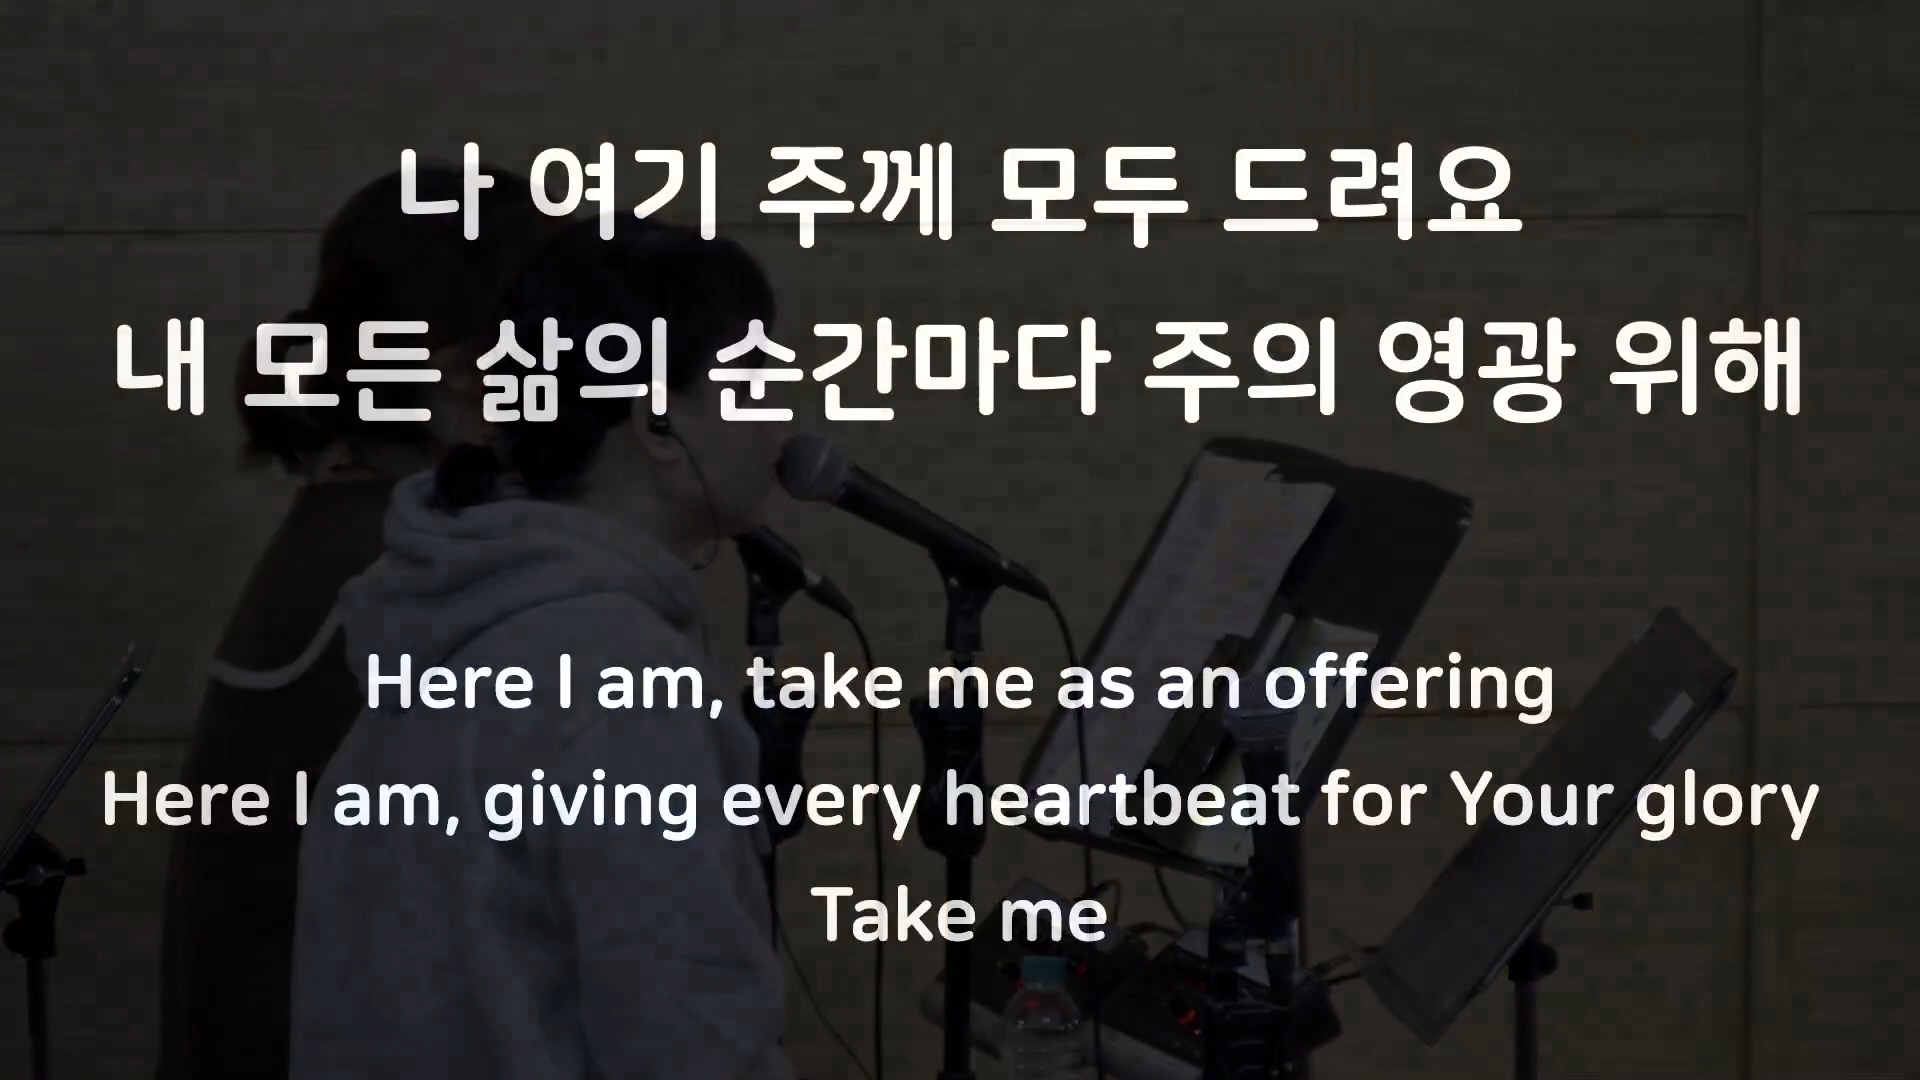 나 여기 주께 모두 드려요
내 모든 삶의 순간마다 주의 영광 위해
Here I am, take me as an offering
Here I am, giving every heartbeat for Your glory
Take me